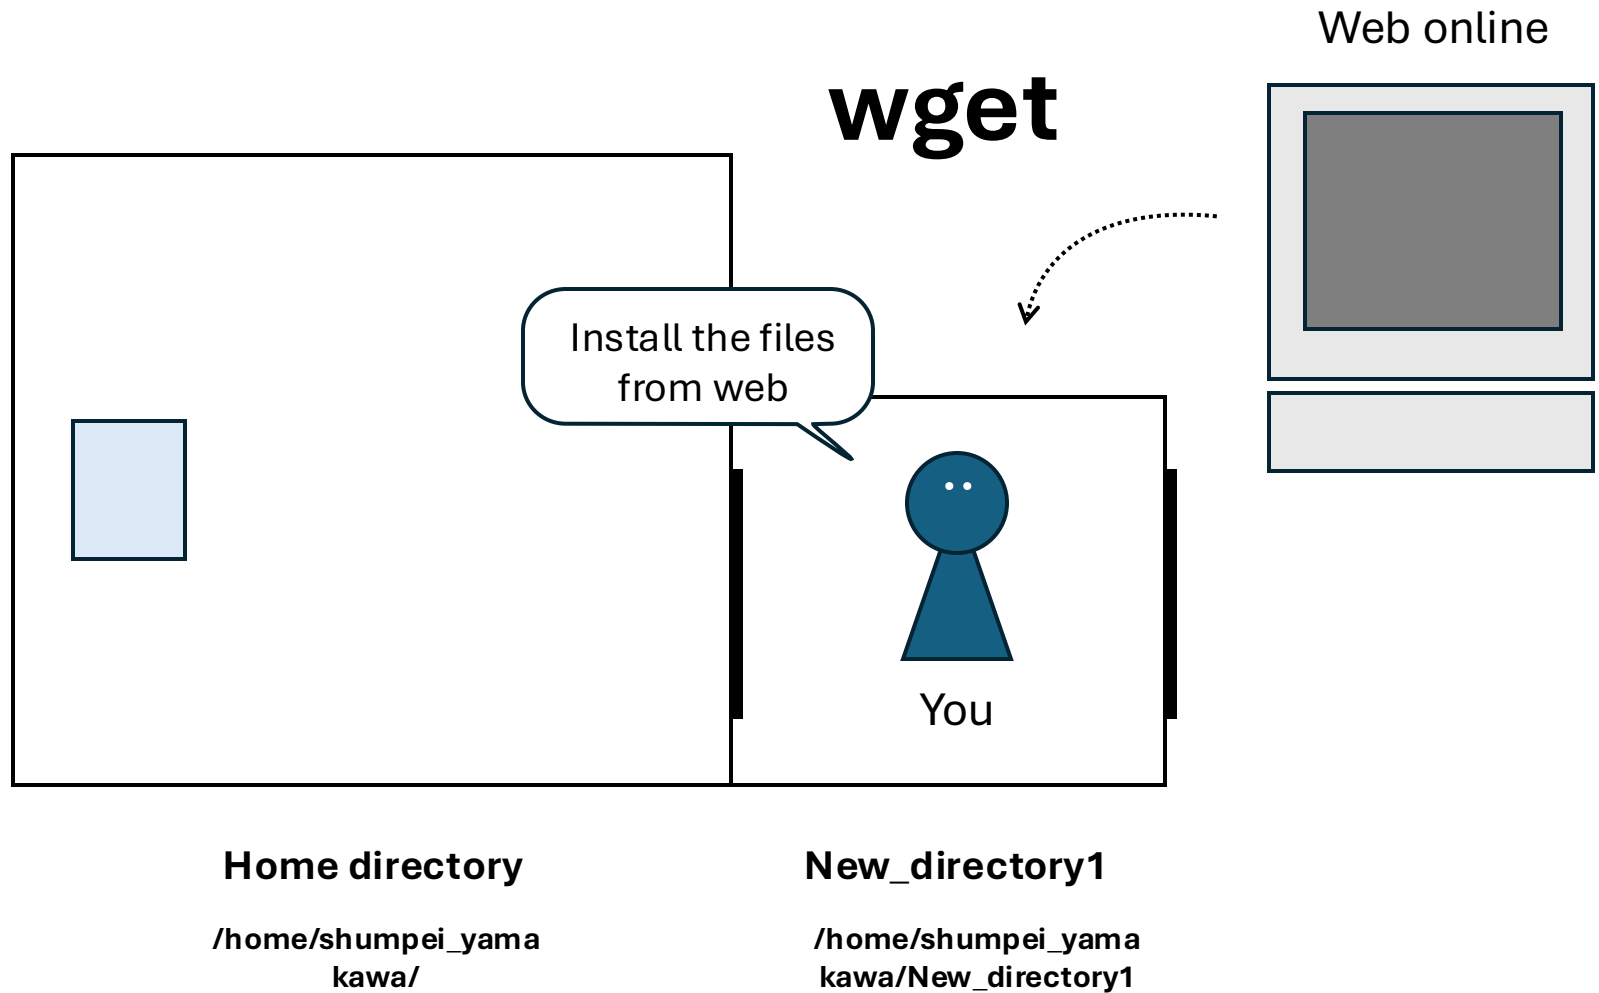 Web online
wget
Install the files
from web
You
Home directory
New_directory1
/home/shumpei_yama
kawa/
/home/shumpei_yama
kawa/New_directory1